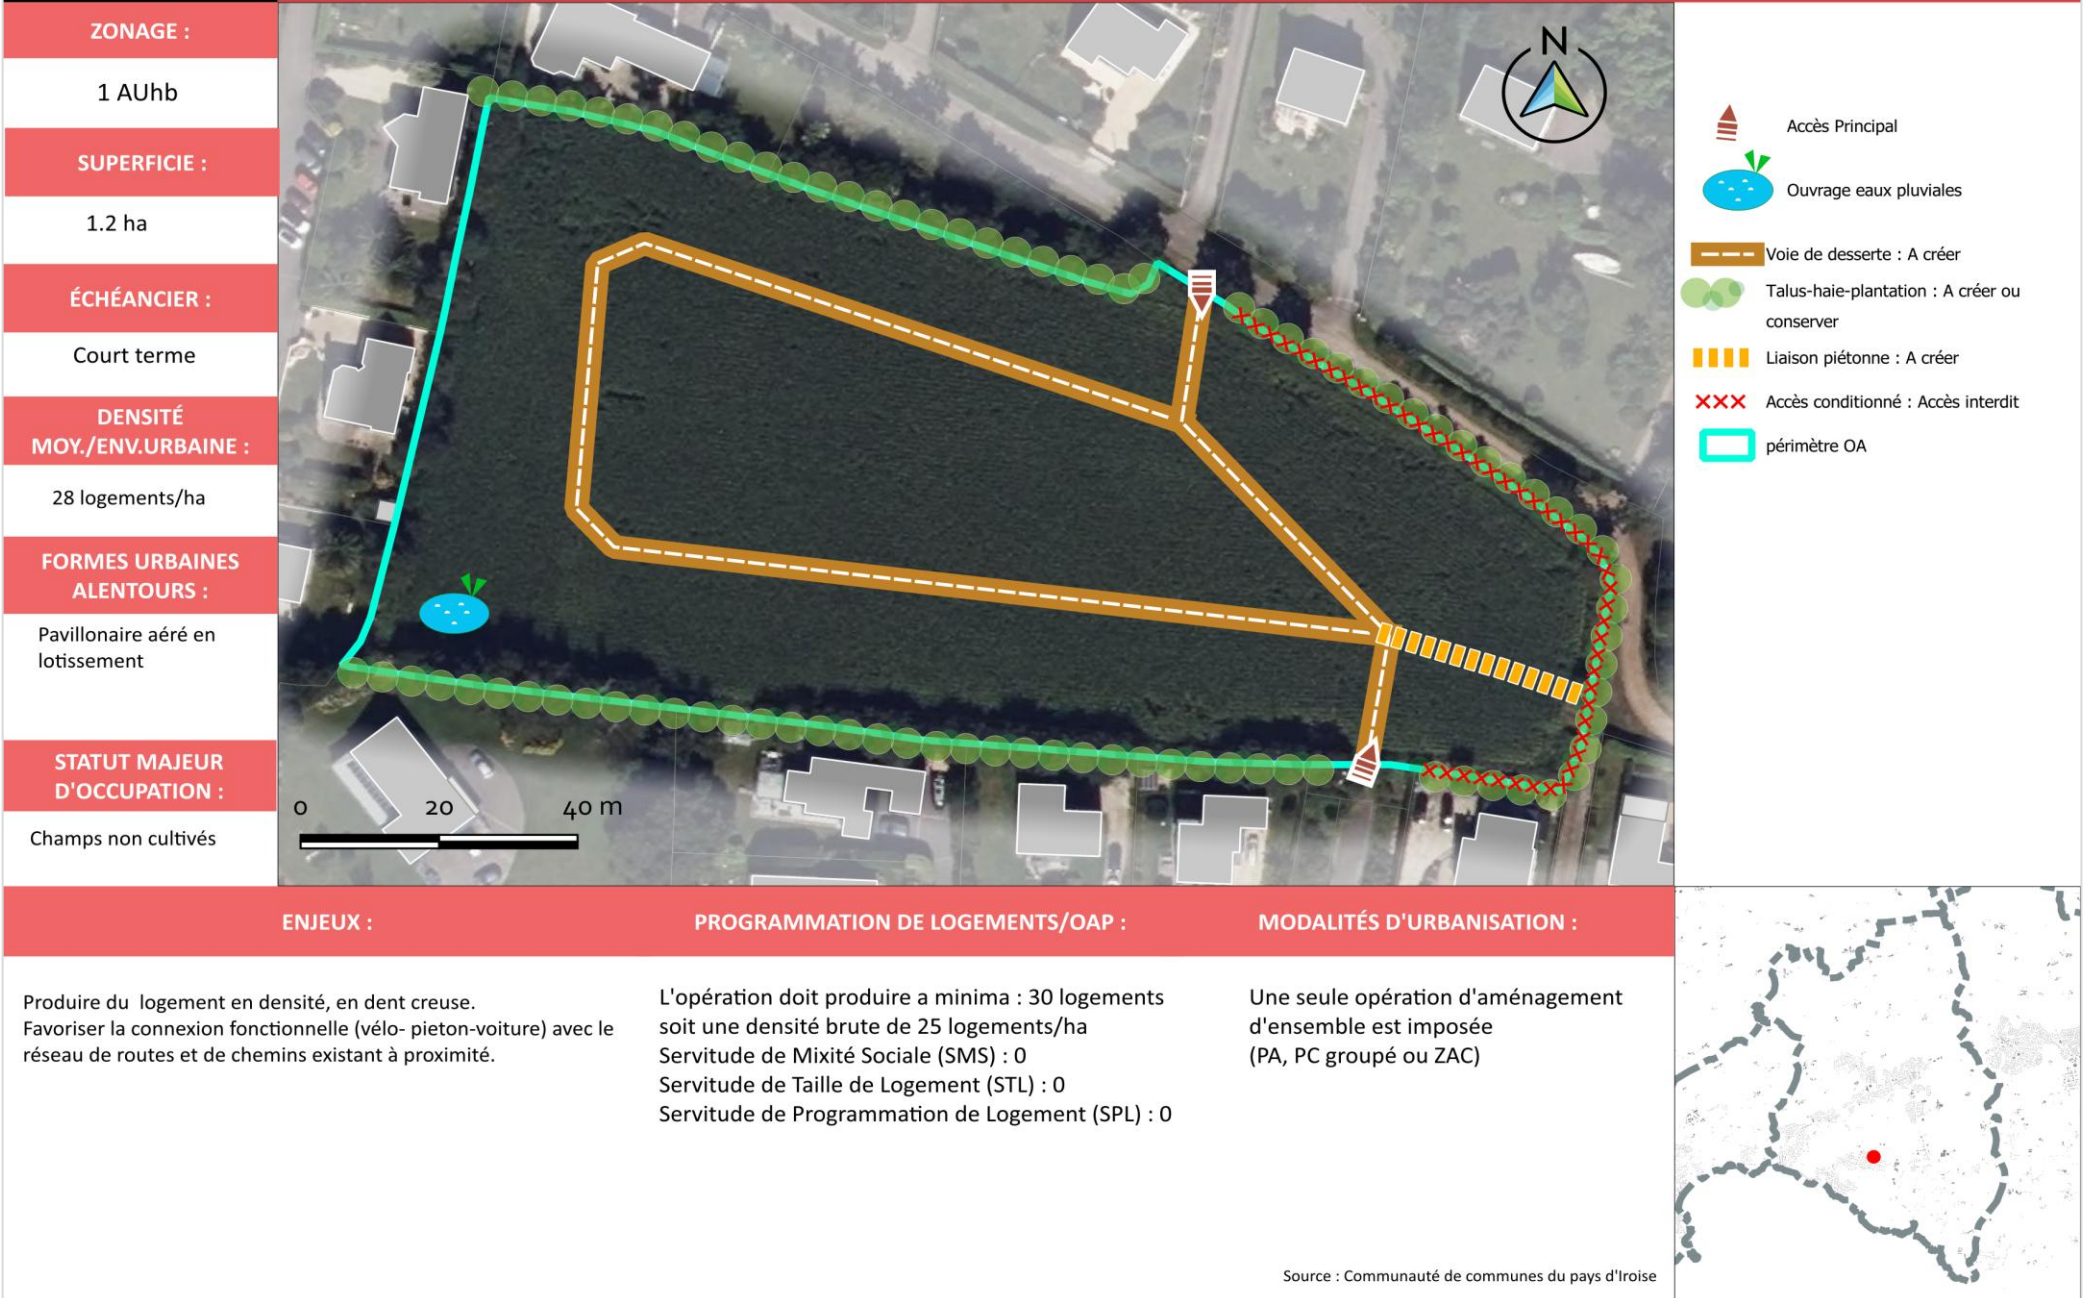 ZONAGE :
1 AUhb
SUPERFICIE :
1.2 ha
ÉCHÉANCIER :
Court terme
DENSITÉ
MOY./ENV.URBAINE :
28 logements/ha
FORMES URBAINES
ALENTOURS :
Pavillonaire aéré en
lotissement
STATUT MAJEUR
D'OCCUPATION :
Champs non cultivés
N
0 20 40 m
Accès Principal
Ouvrage eaux pluviales
Voie de desserte : A créer
Talus-haie-plantation : A créer ou
conserver
Liaison piétonne : A créer
Accès conditionné : Accès interdit
périmètre OA
ENJEUX :
Produire du  logement en densité, en dent creuse.
Favoriser la connexion fonctionnelle (vélo- pieton-voiture) avec le
réseau de routes et de chemins existant à proximité.
PROGRAMMATION DE LOGEMENTS/OAP :
L'opération doit produire a minima : 30 logements
soit une densité brute de 25 logements/ha
Servitude de Mixité Sociale (SMS) : 0
Servitude de Taille de Logement (STL) : 0
Servitude de Programmation de Logement (SPL) : 0
MODALITÉS D'URBANISATION :
Une seule opération d'aménagement
d'ensemble est imposée
(PA, PC groupé ou ZAC)
Source : Communauté de communes du pays d'Iroise